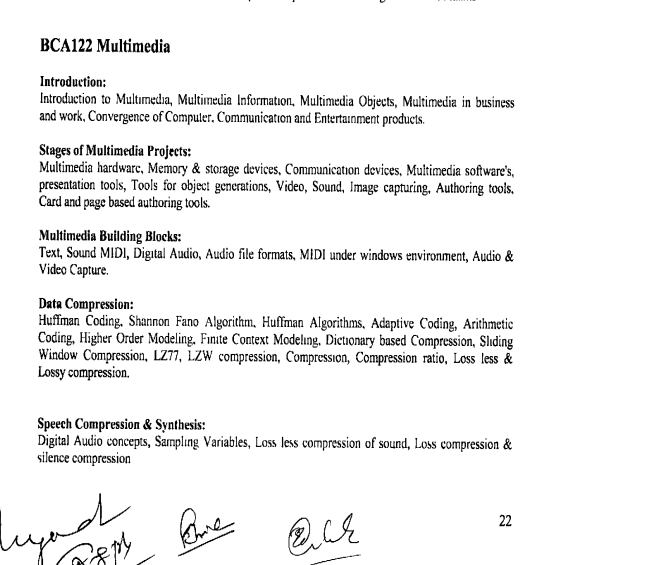 BCA122 Multimedia
Introduction:
Introduction to Multimedia, Multimedia Information, Multimedia Objects, Multimedia in business
and work, Convergence of Computer, Communication and Entertainment products.
Stages of Multimedia Projects:
Multimedia hardware, Memory & storage devices, Communication devices, Multimedia software's,
presentation tools, Tools for object generations, Video, Sound, Image capturing, Authoring tools,
Card and page based authoring tools.
Multimedia Building Blocks:
Text, Sound MIDI, Digital Audio, Audio file formats, MIDI under windows environment, Audio &
Video Capture.
Data Compression:
Huffman Coding, Shannon Fano Algorithm, Huffman Algorithms, Adaptive Coding, Arithmetic
Coding, Higher Order Modeling, Finite Context Modeling, Dictionary based Compression, Sliding
Window Compression, LZ77, LZW compression, Compression, Compression ratio, Loss less &
Lossy compression.
Speech Compression & Synthesis:
Digital Audio concepts, Sampling Variables, Loss less compression of sound, Loss compression &
silence compression
22